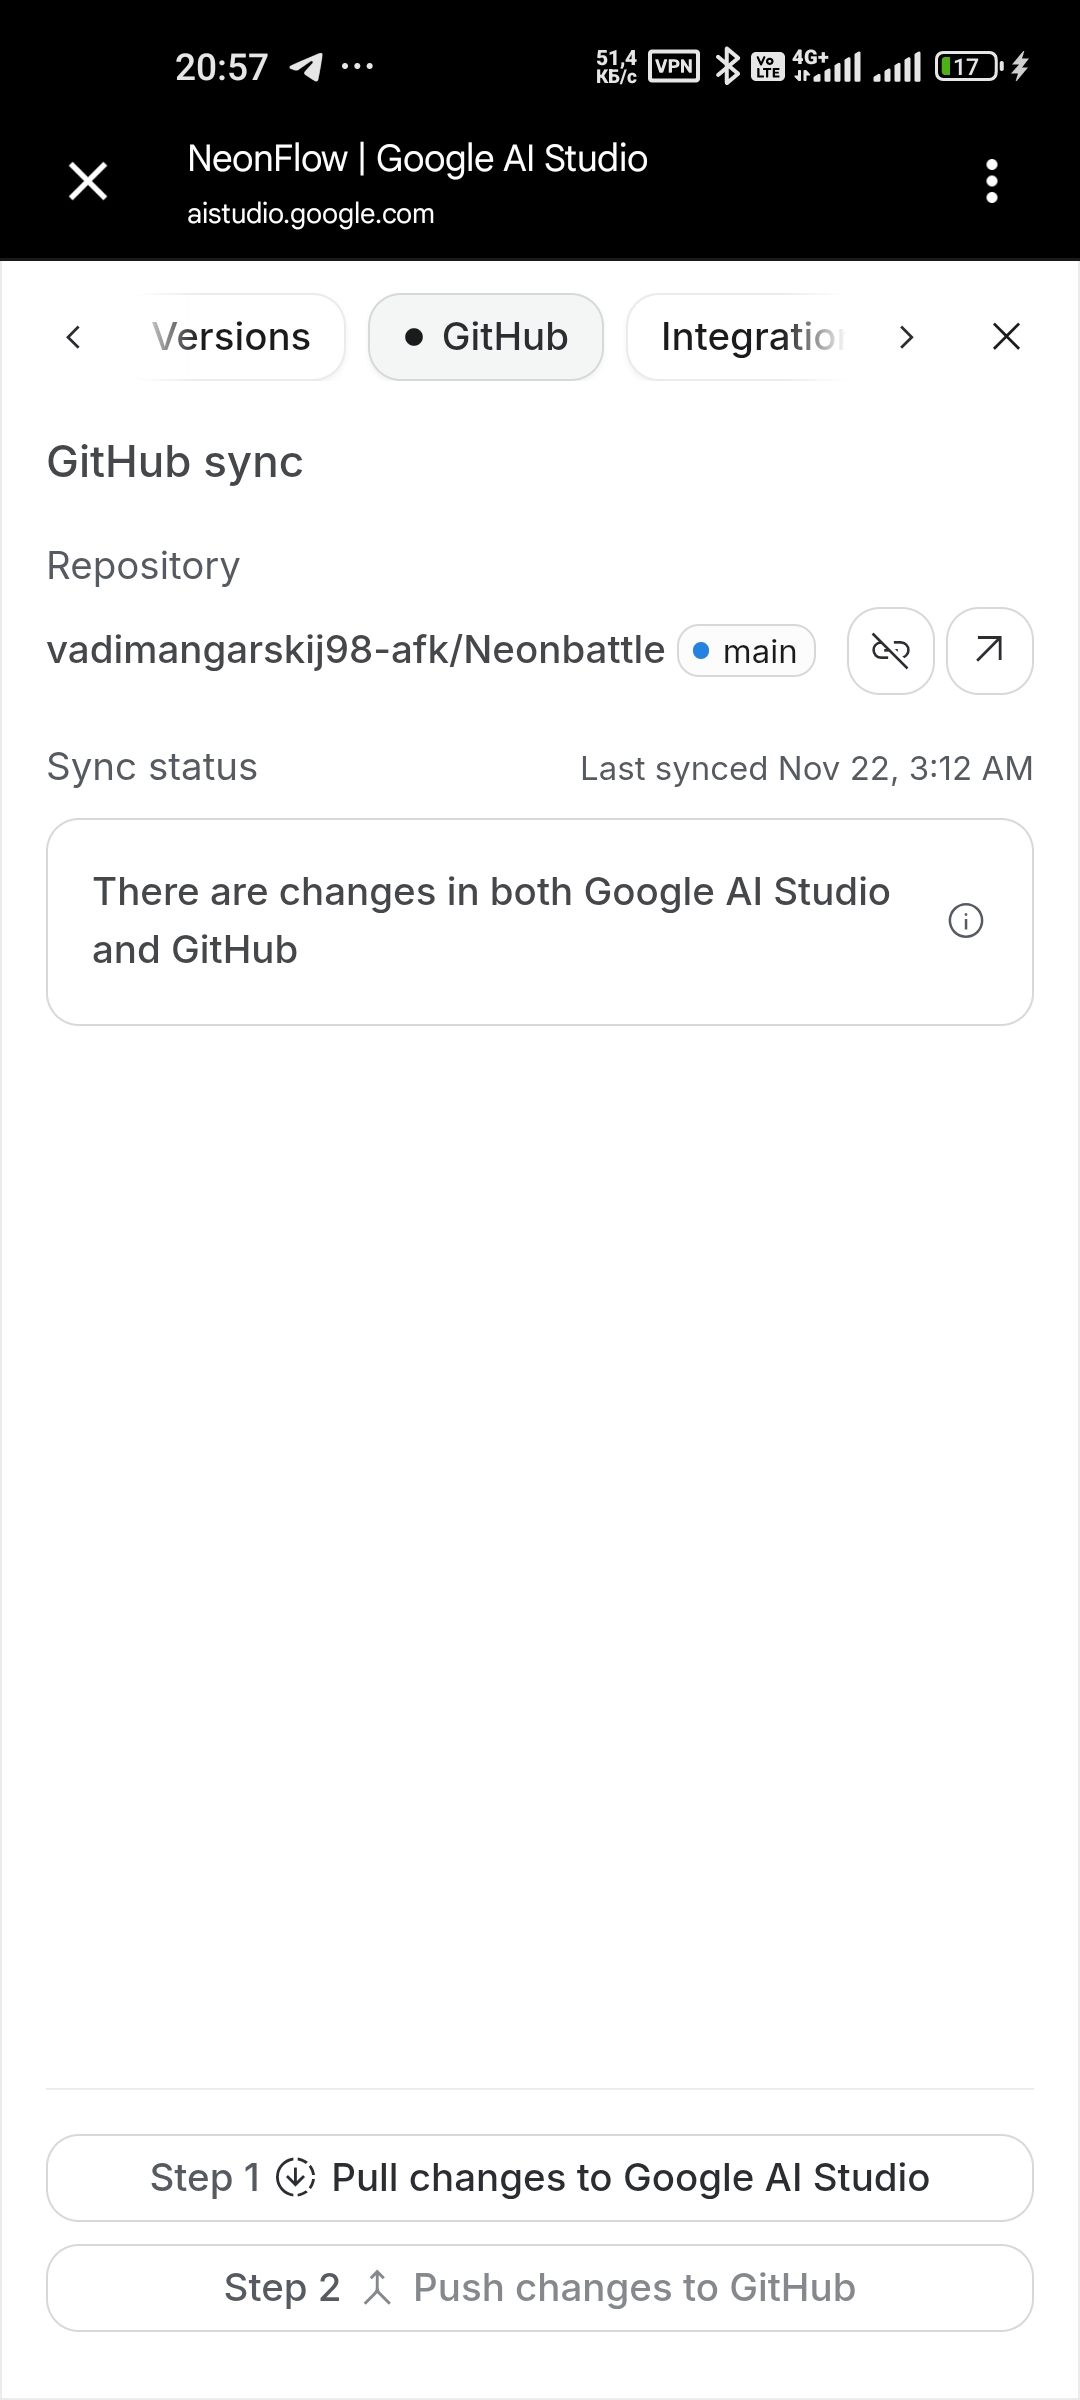 20:57
51,4 КБ/с VPN Vo LTE 4G+ 17
NeonFlow | Google AI Studio
aistudio.google.com
Versions
GitHub
Integration
GitHub sync
Repository
vadimangarskij98-afk/Neonbattle
main
Sync status
Last synced Nov 22, 3:12 AM
There are changes in both Google AI Studio
and GitHub
Step 1 Pull changes to Google AI Studio
Step 2 Push changes to GitHub